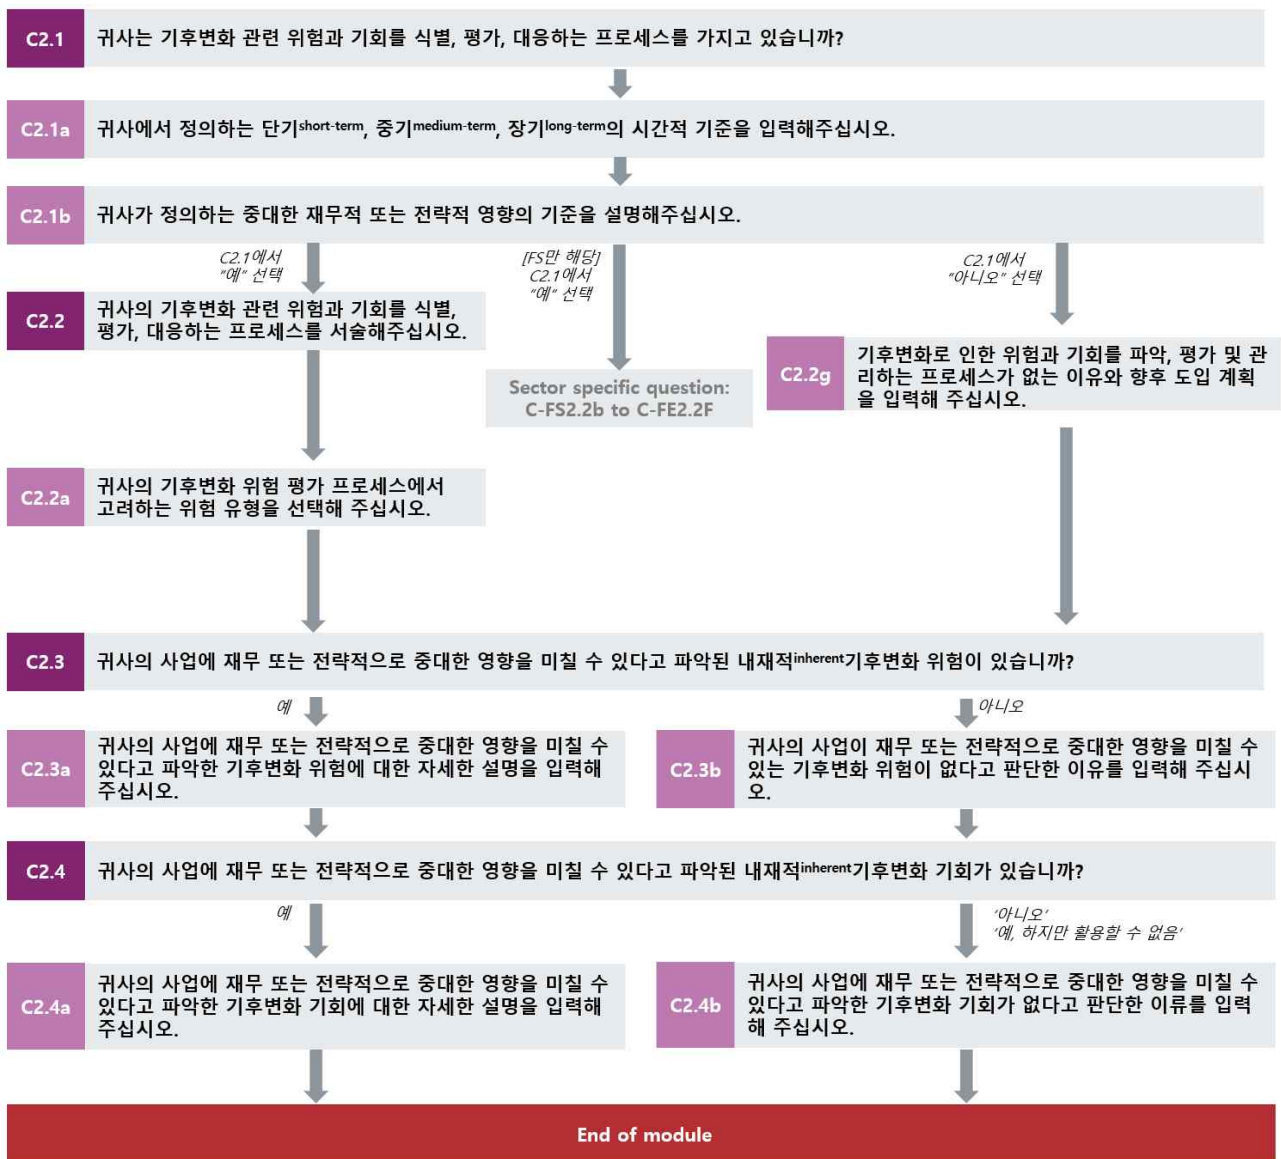 C2.1 귀사는 기후변화 관련 위험과 기회를 식별, 평가, 대응하는 프로세스를 가지고 있습니까?
C2.1a 귀사에서 정의하는 단기short-term, 중기medium-term, 장기long-term의 시간적 기준을 입력해주십시오.
C2.1b 귀사가 정의하는 중대한 재무적 또는 전략적 영향의 기준을 설명해주십시오.
C2.1에서
"예" 선택
[FS만 해당]
C2.1에서
"예" 선택
C2.1에서
"아니오" 선택
C2.2
귀사의 기후변화 관련 위험과 기회를 식별,
평가, 대응하는 프로세스를 서술해주십시오.
Sector specific question:
C-FS2.2b to C-FE2.2F
C2.2g
기후변화로 인한 위험과 기회를 파악, 평가 및 관
리하는 프로세스가 없는 이유와 향후 도입 계획
을 입력해 주십시오.
C2.2a
귀사의 기후변화 위험 평가 프로세스에서
고려하는 위험 유형을 선택해 주십시오.
C2.3 귀사의 사업에 재무 또는 전략적으로 중대한 영향을 미칠 수 있다고 파악된 내재적inherent기후변화 위험이 있습니까?
예
아니오
C2.3a
귀사의 사업에 재무 또는 전략적으로 중대한 영향을 미칠 수
있다고 파악한 기후변화 위험에 대한 자세한 설명을 입력해
주십시오.
C2.3b
귀사의 사업이 재무 또는 전략적으로 중대한 영향을 미칠 수
있는 기후변화 위험이 없다고 판단한 이유를 입력해 주십시
오.
C2.4 귀사의 사업에 재무 또는 전략적으로 중대한 영향을 미칠 수 있다고 파악된 내재적inherent기후변화 기회가 있습니까?
예
'아니오'
'예, 하지만 활용할 수 없음'
C2.4a
귀사의 사업에 재무 또는 전략적으로 중대한 영향을 미칠 수
있다고 파악한 기후변화 기회에 대한 자세한 설명을 입력해
주십시오.
C2.4b
귀사의 사업에 재무 또는 전략적으로 중대한 영향을 미칠 수
있다고 파악한 기후변화 기회가 없다고 판단한 이류를 입력
해 주십시오.
End of module